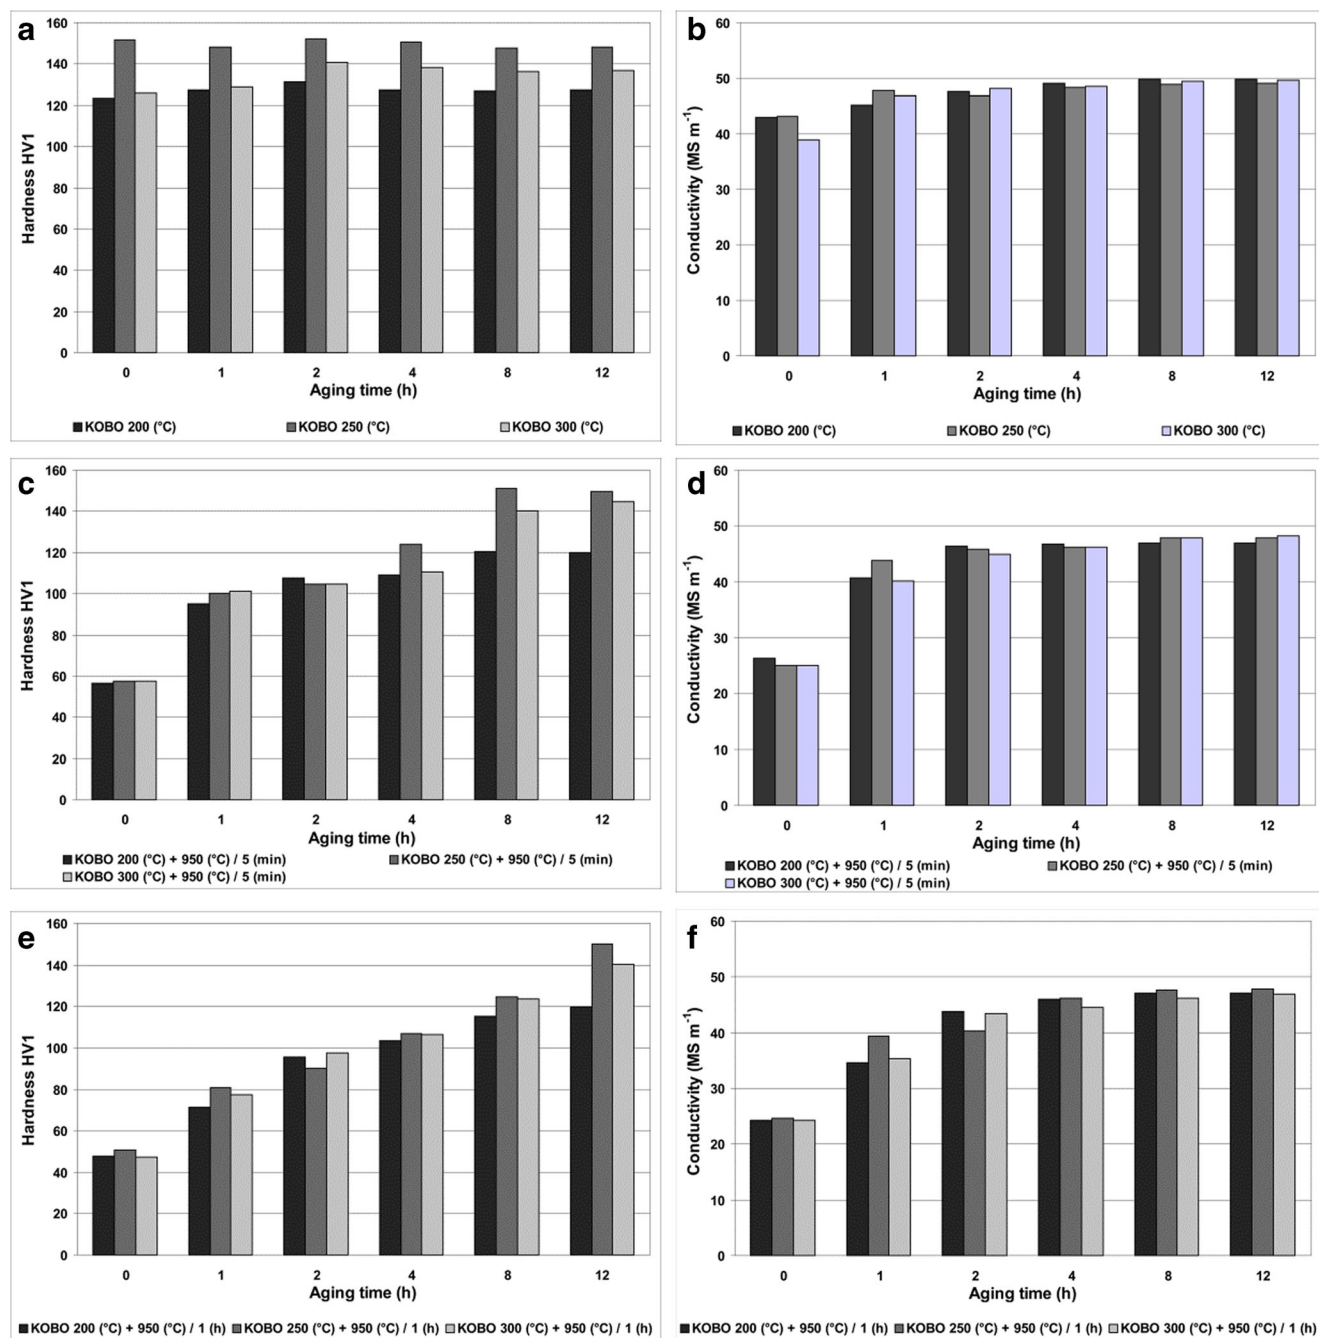 a
160
140
120
100
80
60
40
20
0
Hardness HV1
0 1 2 4 8 12
Aging time (h)
KOBO 200 (°C) KOBO 250 (°C) KOBO 300 (°C)
b
60
50
40
30
20
10
0
Conductivity (MS m⁻¹)
0 1 2 4 8 12
Aging time (h)
KOBO 200 (°C) KOBO 250 (°C) KOBO 300 (°C)
c
160
140
120
100
80
60
40
20
0
Hardness HV1
0 1 2 4 8 12
Aging time (h)
KOBO 200 (°C) + 950 (°C) / 5 (min) KOBO 250 (°C) + 950 (°C) / 5 (min)
KOBO 300 (°C) + 950 (°C) / 5 (min)
d
60
50
40
30
20
10
0
Conductivity (MS m⁻¹)
0 1 2 4 8 12
Aging time (h)
KOBO 200 (°C) + 950 (°C) / 5 (min) KOBO 250 (°C) + 950 (°C) / 5 (min)
KOBO 300 (°C) + 950 (°C) / 5 (min)
e
160
140
120
100
80
60
40
20
0
Hardness HV1
0 1 2 4 8 12
Aging time (h)
KOBO 200 (°C) + 950 (°C) / 1 (h) KOBO 250 (°C) + 950 (°C) / 1 (h) KOBO 300 (°C) + 950 (°C) / 1 (h)
f
60
50
40
30
20
10
0
Conductivity (MS m⁻¹)
0 1 2 4 8 12
Aging time (h)
KOBO 200 (°C) + 950 (°C) / 1 (h) KOBO 250 (°C) + 950 (°C) / 1 (h) KOBO 300 (°C) + 950 (°C) / 1 (h)